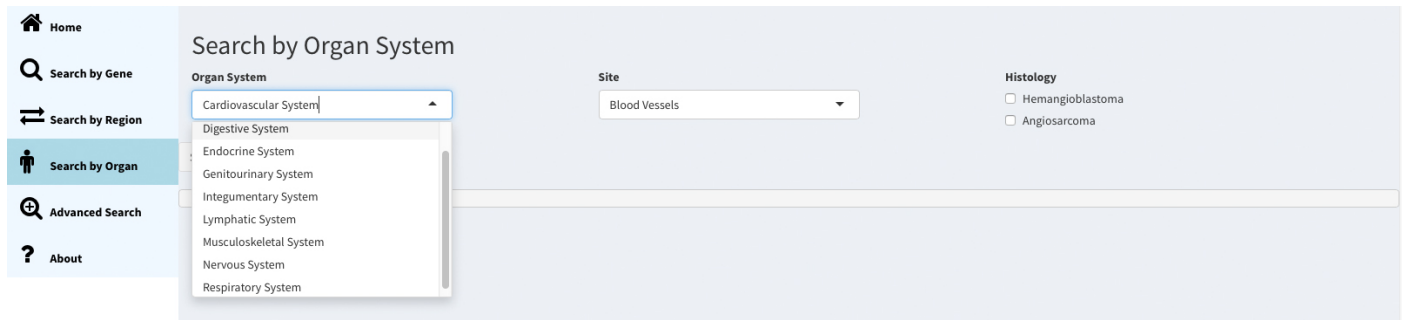 Home
Search by Gene
Search by Region
Search by Organ
Advanced Search
About
Search by Organ System
Organ System
Cardiovascular System
Digestive System
Endocrine System
Genitourinary System
Integumentary System
Lymphatic System
Musculoskeletal System
Nervous System
Respiratory System
Site
Blood Vessels
Histology
Hemangioblastoma
Angiosarcoma